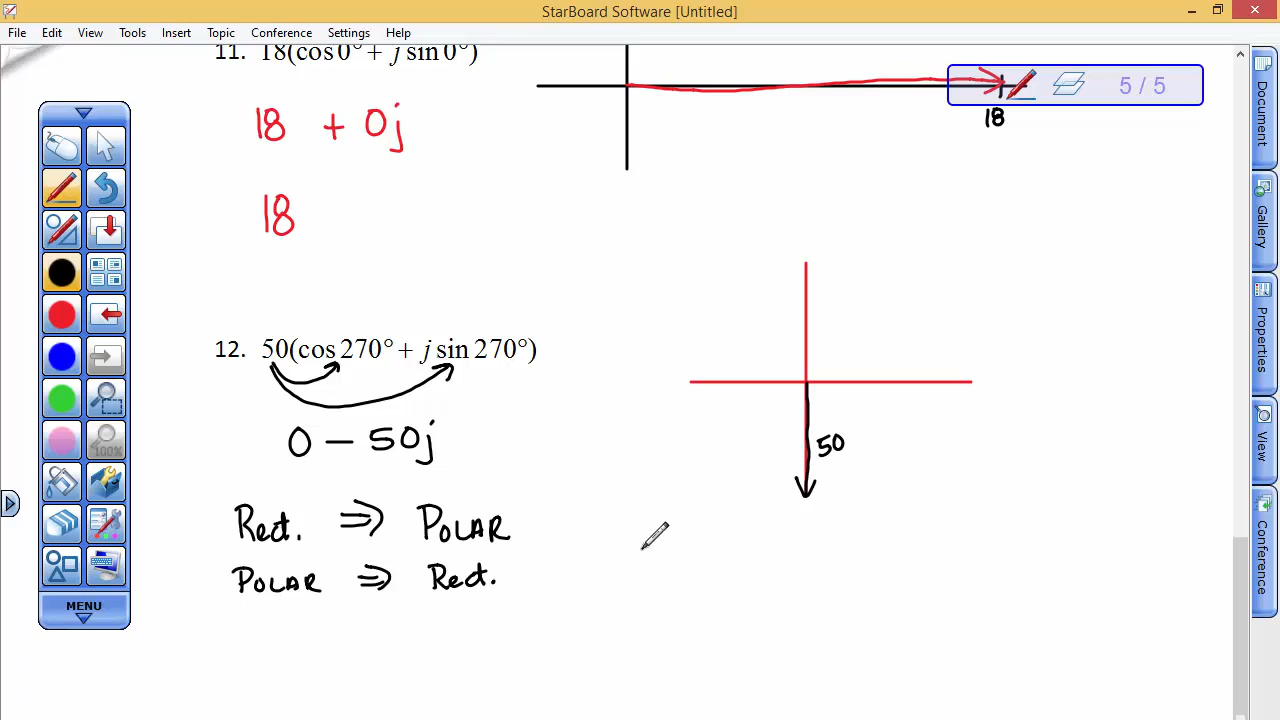 StarBoard Software [Untitled]
File Edit View Tools Insert Topic Conference Settings Help
11. 18(cos 0° + j sin 0°)
5 / 5
18
18 + 0j
18
12. 50(cos 270° + j sin 270°)
0 − 50j
50
Rect. ⇒ POLAR
POLAR ⇒ Rect.
100%
MENU
Document
Gallery
Properties
View
Conference